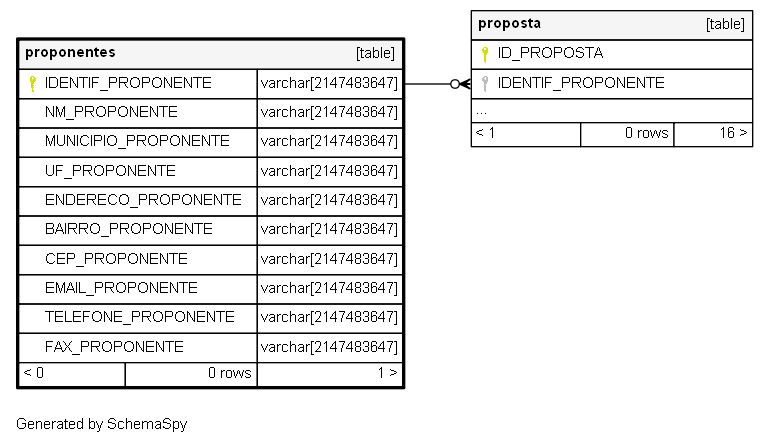 proponentes [table]
IDENTIF_PROPONENTE varchar[2147483647]
NM_PROPONENTE varchar[2147483647]
MUNICIPIO_PROPONENTE varchar[2147483647]
UF_PROPONENTE varchar[2147483647]
ENDERECO_PROPONENTE varchar[2147483647]
BAIRRO_PROPONENTE varchar[2147483647]
CEP_PROPONENTE varchar[2147483647]
EMAIL_PROPONENTE varchar[2147483647]
TELEFONE_PROPONENTE varchar[2147483647]
FAX_PROPONENTE varchar[2147483647]
< 0 0 rows 1 >
proposta [table]
ID_PROPOSTA
IDENTIF_PROPONENTE
...
< 1 0 rows 16 >
Generated by SchemaSpy